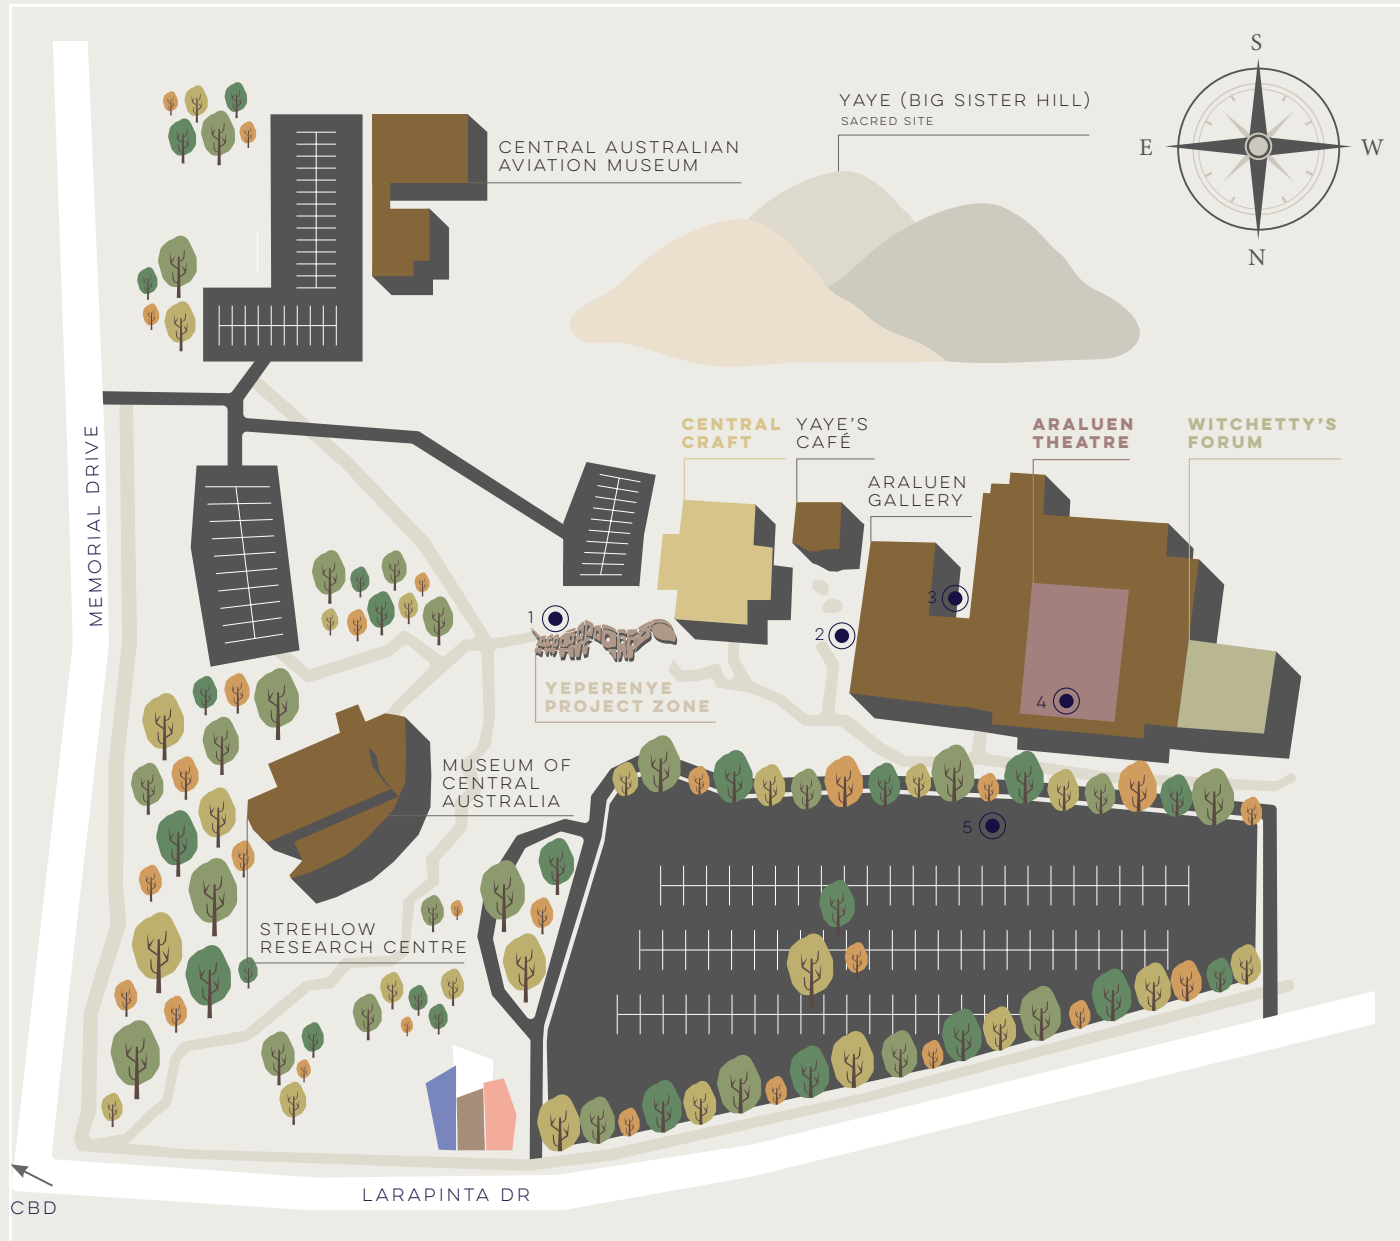 S
E
W
N
YAYE (BIG SISTER HILL)
SACRED SITE
CENTRAL AUSTRALIAN
AVIATION MUSEUM
MEMORIAL DRIVE
CENTRAL
CRAFT
YAYE'S
CAFÉ
ARALUEN
GALLERY
ARALUEN
THEATRE
WITCHETTY'S
FORUM
1
2
3
4
5
YEPERENYE
PROJECT ZONE
MUSEUM OF
CENTRAL
AUSTRALIA
STREHLOW
RESEARCH CENTRE
CBD
LARAPINTA DR